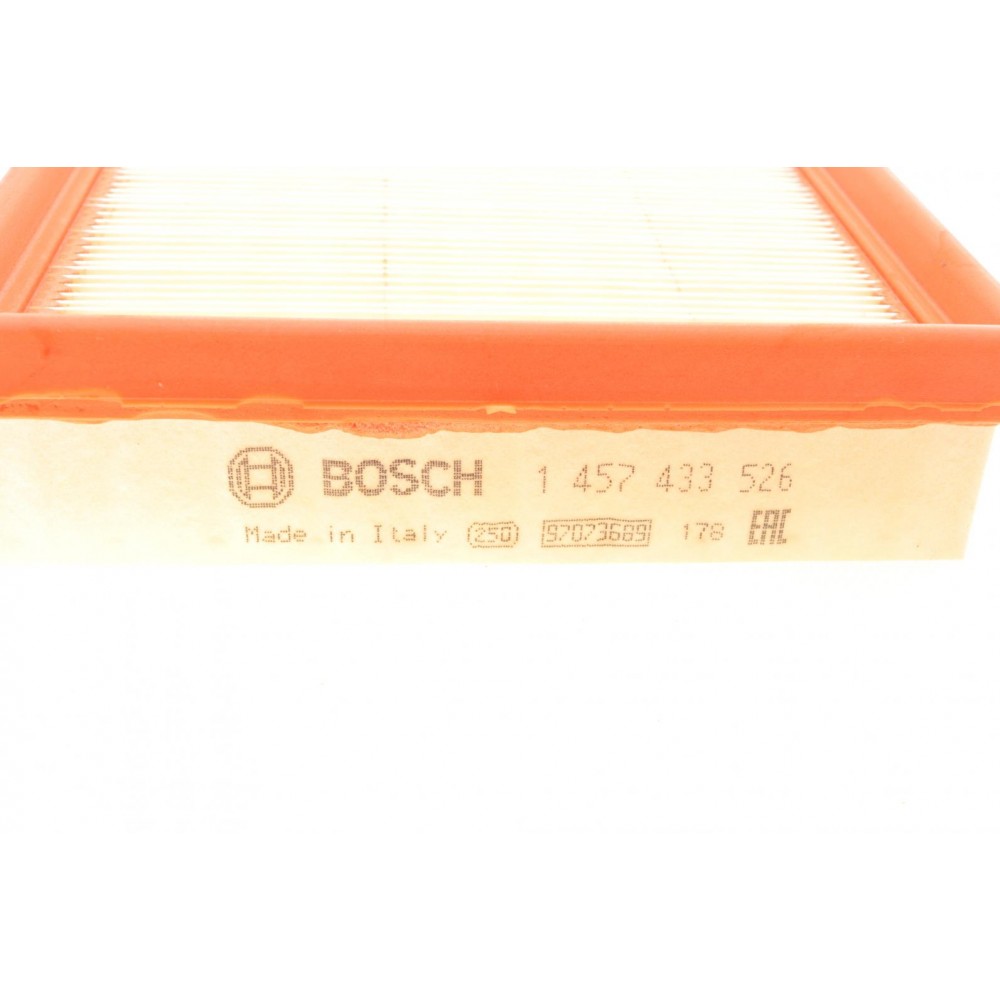 BOSCH 1 457 433 526
Made in Italy 250 97073689 178 EAC